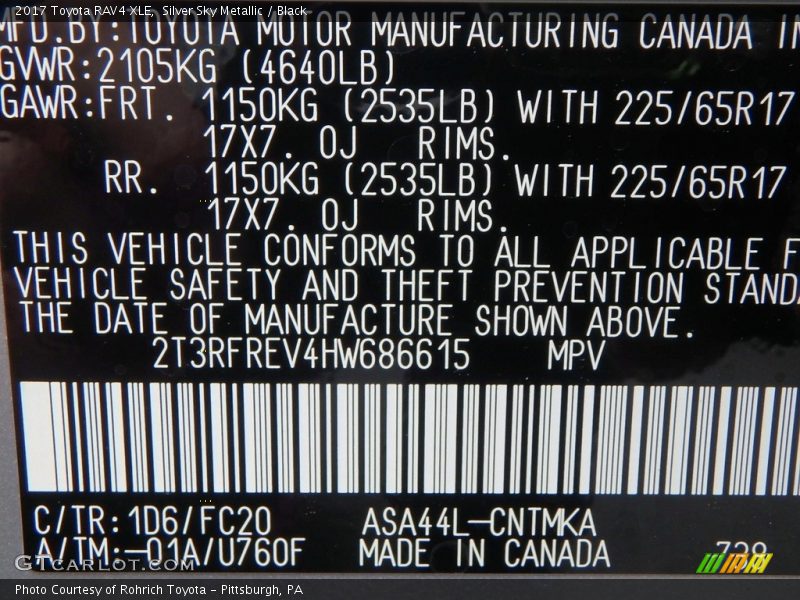 2017 Toyota RAV4 XLE,  Silver Sky Metallic / Black
MFD.BY:TOYOTA MOTOR MANUFACTURING CANADA IN
GVWR:2105KG (4640LB)
GAWR:FRT. 1150KG (2535LB) WITH 225/65R17
17X7. 0J RIMS.
RR. 1150KG (2535LB) WITH 225/65R17
17X7. 0J RIMS.
THIS VEHICLE CONFORMS TO ALL APPLICABLE F
VEHICLE SAFETY AND THEFT PREVENTION STANDA
THE DATE OF MANUFACTURE SHOWN ABOVE.
2T3RFREV4HW686615 MPV
C/TR:1D6/FC20 ASA44L-CNTMKA
A/TM:-01A/U760F MADE IN CANADA
GTCARLOT.COM
Photo Courtesy of Rohrich Toyota - Pittsburgh, PA